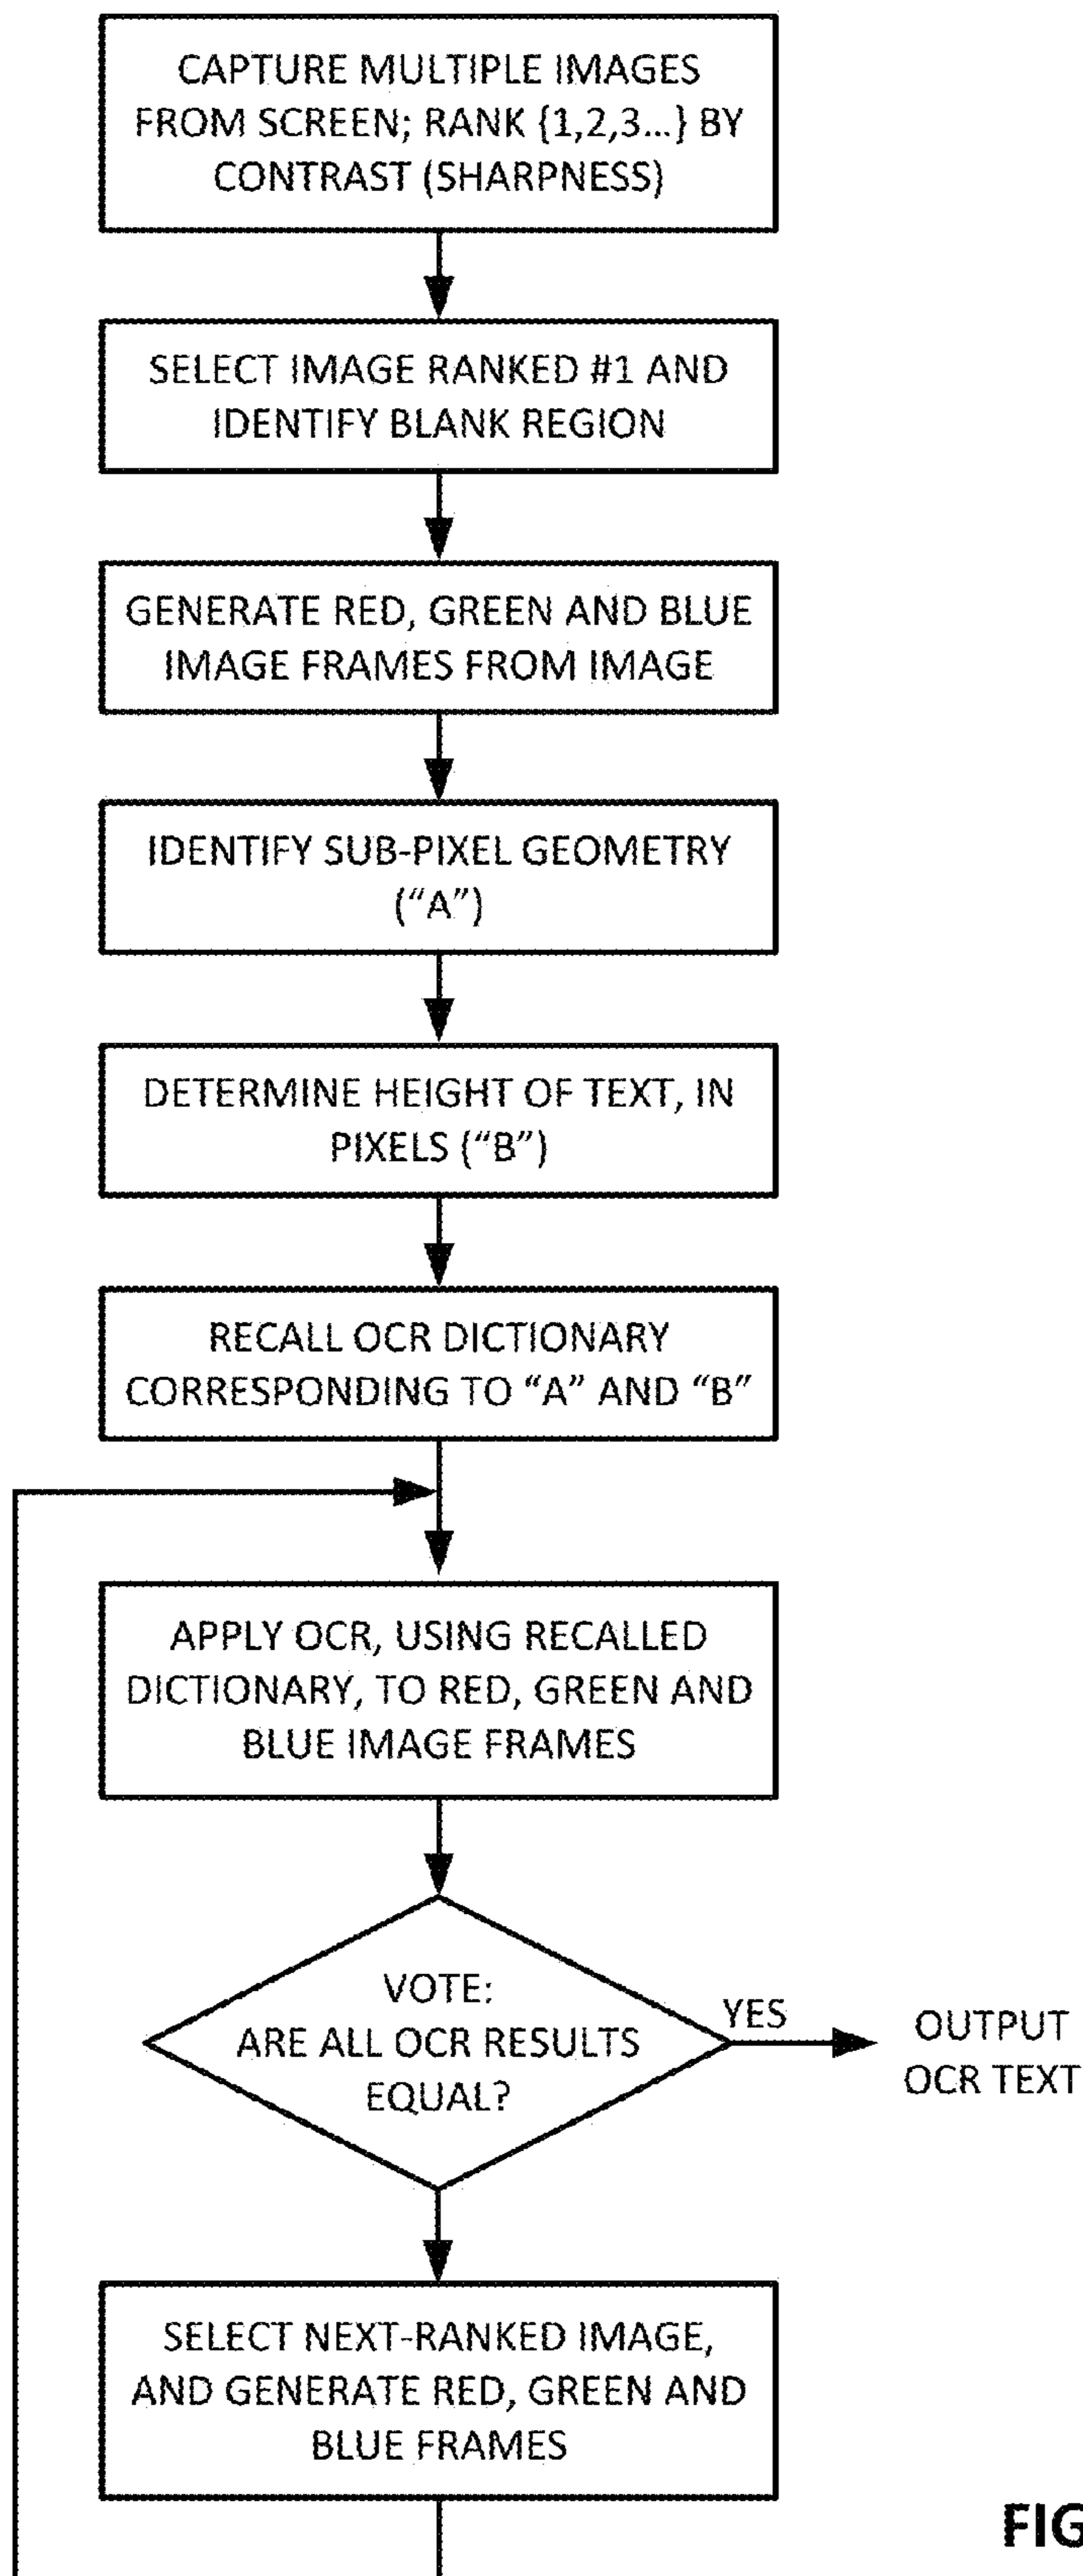 CAPTURE MULTIPLE IMAGES
FROM SCREEN; RANK {1,2,3...} BY
CONTRAST (SHARPNESS)
SELECT IMAGE RANKED #1 AND
IDENTIFY BLANK REGION
GENERATE RED, GREEN AND BLUE
IMAGE FRAMES FROM IMAGE
IDENTIFY SUB-PIXEL GEOMETRY
(“A”)
DETERMINE HEIGHT OF TEXT, IN
PIXELS (“B”)
RECALL OCR DICTIONARY
CORRESPONDING TO “A” AND “B”
APPLY OCR, USING RECALLED
DICTIONARY, TO RED, GREEN AND
BLUE IMAGE FRAMES
VOTE:
ARE ALL OCR RESULTS
EQUAL?
YES
OUTPUT
OCR TEXT
SELECT NEXT-RANKED IMAGE,
AND GENERATE RED, GREEN AND
BLUE FRAMES
FIG